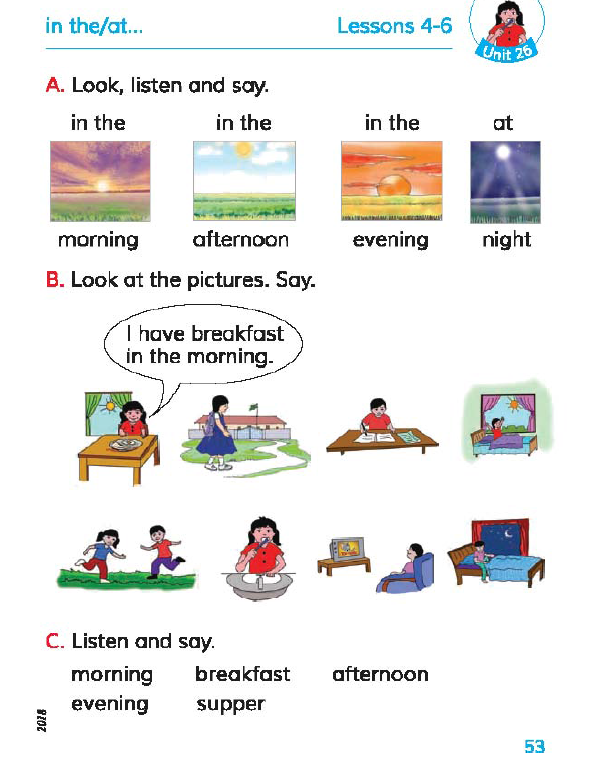 in the/at...
Lessons 4-6
Unit 26
A. Look, listen and say.
in the in the in the at
morning afternoon evening night
B. Look at the pictures. Say.
I have breakfast
in the morning.
C. Listen and say.
morning breakfast afternoon
evening supper
2018
53